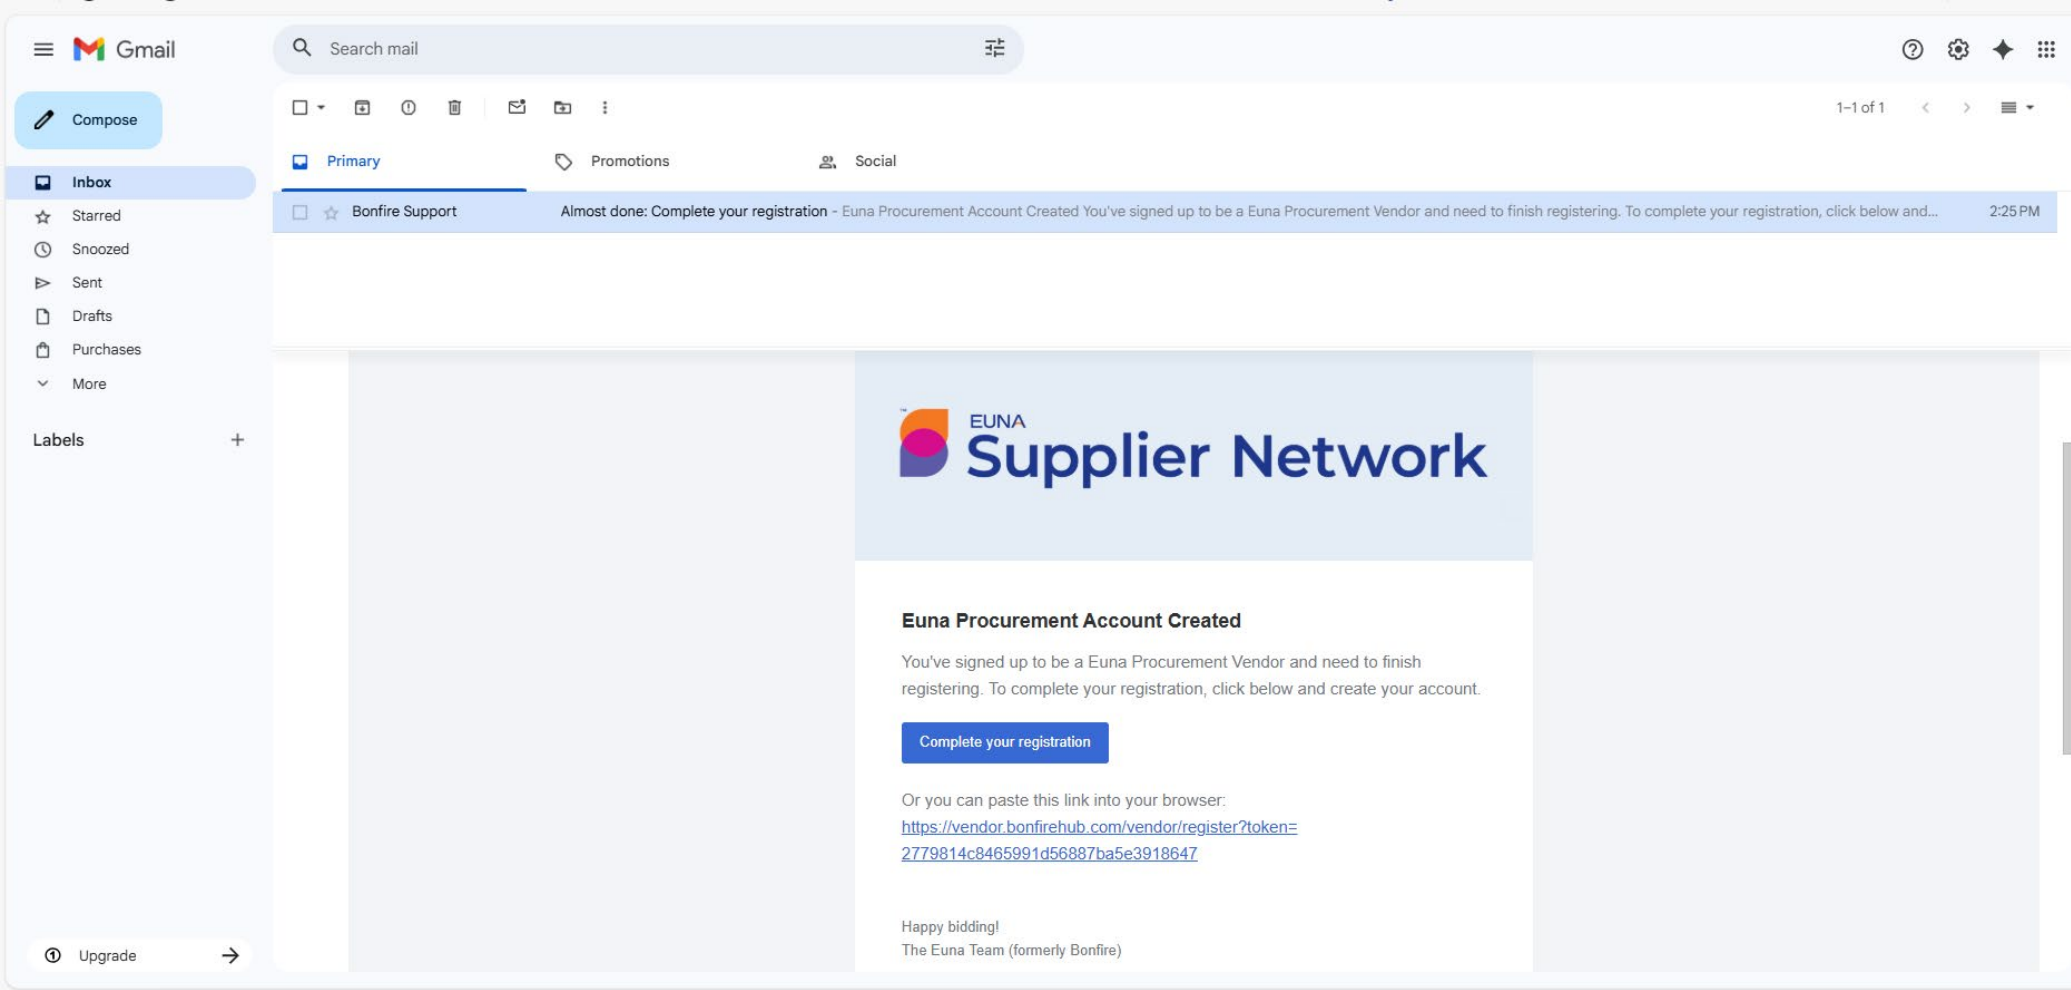 Gmail
Search mail
Compose
1–1 of 1
Primary
Promotions
Social
Inbox
Starred
Snoozed
Sent
Drafts
Purchases
More
Labels
Bonfire Support Almost done: Complete your registration - Euna Procurement Account Created You've signed up to be a Euna Procurement Vendor and need to finish registering. To complete your registration, click below and... 2:25 PM
EUNA
Supplier Network
Euna Procurement Account Created
You've signed up to be a Euna Procurement Vendor and need to finish
registering. To complete your registration, click below and create your account.
Complete your registration
Or you can paste this link into your browser:
https://vendor.bonfirehub.com/vendor/register?token=
2779814c8465991d56887ba5e3918647
Happy bidding!
The Euna Team (formerly Bonfire)
Upgrade